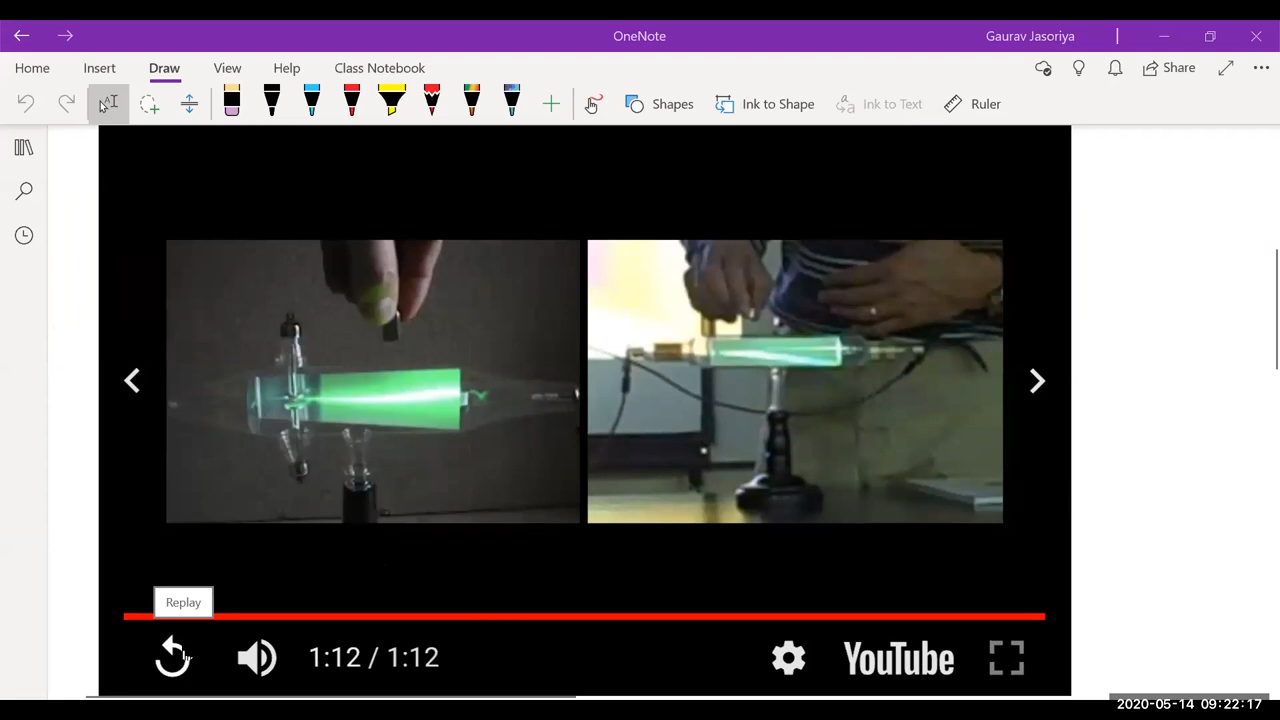 OneNote
Gaurav Jasoriya
Home Insert Draw View Help Class Notebook
Share
Shapes Ink to Shape Ink to Text Ruler
Replay
1:12 / 1:12
YouTube
2020-05-14 09:22:17